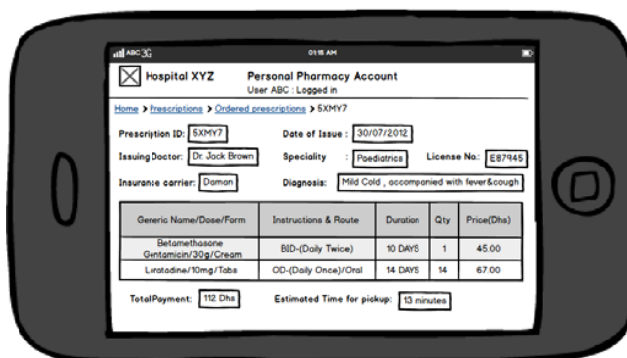 ABC 3G 01:15 AM
Hospital XYZ Personal Pharmacy Account
User ABC : Logged in
Home > Prescriptions > Ordered prescriptions > 5XMY7
Prescription ID: 5XMY7 Date of Issue : 30/07/2012
Issuing Doctor: Dr. Jack Brown Speciality : Paediatrics License No.: E87945
Insurance carrier: Daman Diagnosis: Mild Cold , accompanied with fever&cough
Generic Name/Dose/Form Instructions & Route Duration Qty Price(Dhs)
Betamethasone
Gintamicin/30g/Cream BID-(Daily Twice) 10 DAYS 1 45.00
Liratadine/10mg/Tabs OD-(Daily Once)/Oral 14 DAYS 14 67.00
TotalPayment: 112 Dhs Estimated Time for pickup: 13 minutes